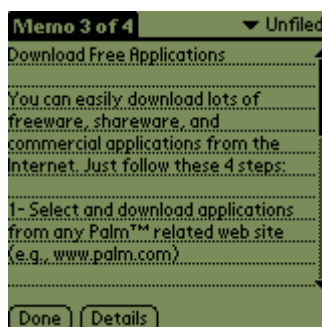 Memo 3 of 4
Unfiled
Download Free Applications
You can easily download lots of
freeware, shareware, and
commercial applications from the
Internet. Just follow these 4 steps:
1- Select and download applications
from any Palm™ related web site
(e.g., www.palm.com)
Done
Details